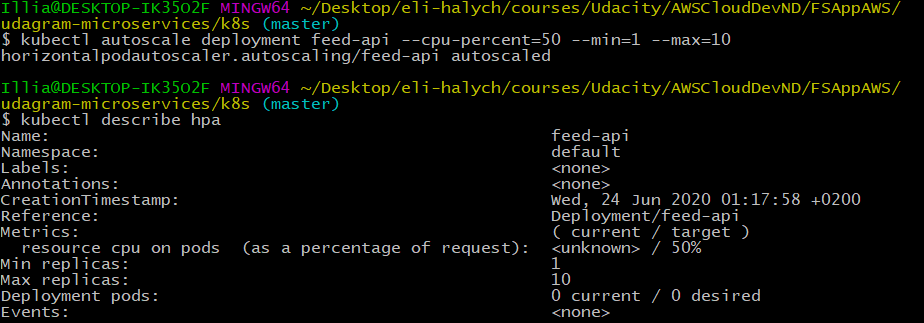 Illia@DESKTOP-IK35O2F MINGW64 ~/Desktop/eli-halych/courses/Udacity/AWSCloudDevND/FSAppAWS/
udagram-microservices/k8s (master)
$ kubectl autoscale deployment feed-api --cpu-percent=50 --min=1 --max=10
horizontalpodautoscaler.autoscaling/feed-api autoscaled
Illia@DESKTOP-IK35O2F MINGW64 ~/Desktop/eli-halych/courses/Udacity/AWSCloudDevND/FSAppAWS/
udagram-microservices/k8s (master)
$ kubectl describe hpa
Name: feed-api
Namespace: default
Labels: <none>
Annotations: <none>
CreationTimestamp: Wed, 24 Jun 2020 01:17:58 +0200
Reference: Deployment/feed-api
Metrics: ( current / target )
resource cpu on pods (as a percentage of request): <unknown> / 50%
Min replicas: 1
Max replicas: 10
Deployment pods: 0 current / 0 desired
Events: <none>